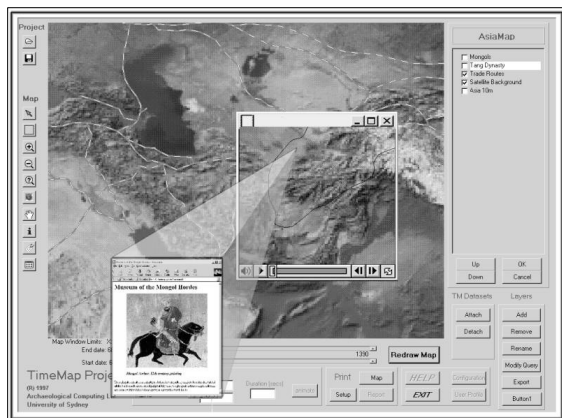 Project
AsiaMap
Mongols
Tang Dynasty
Trade Routes
Satellite Background
Asia 10m
Map
Up
OK
Down
Cancel
TM Datasets
Layers
Attach
Add
Detach
Remove
Rename
Modify Query
Export
Button1
Museum of the Mongol Hordes
Map Window Limits:
End date:
Start date:
1390
Redraw Map
TimeMap Proje
(B) 1997
Archaeological Computing L
University of Sydney
Duration (secs)
Animate
Print
Map
Setup
Report
HELP
EXIT
Configuration
User Profile